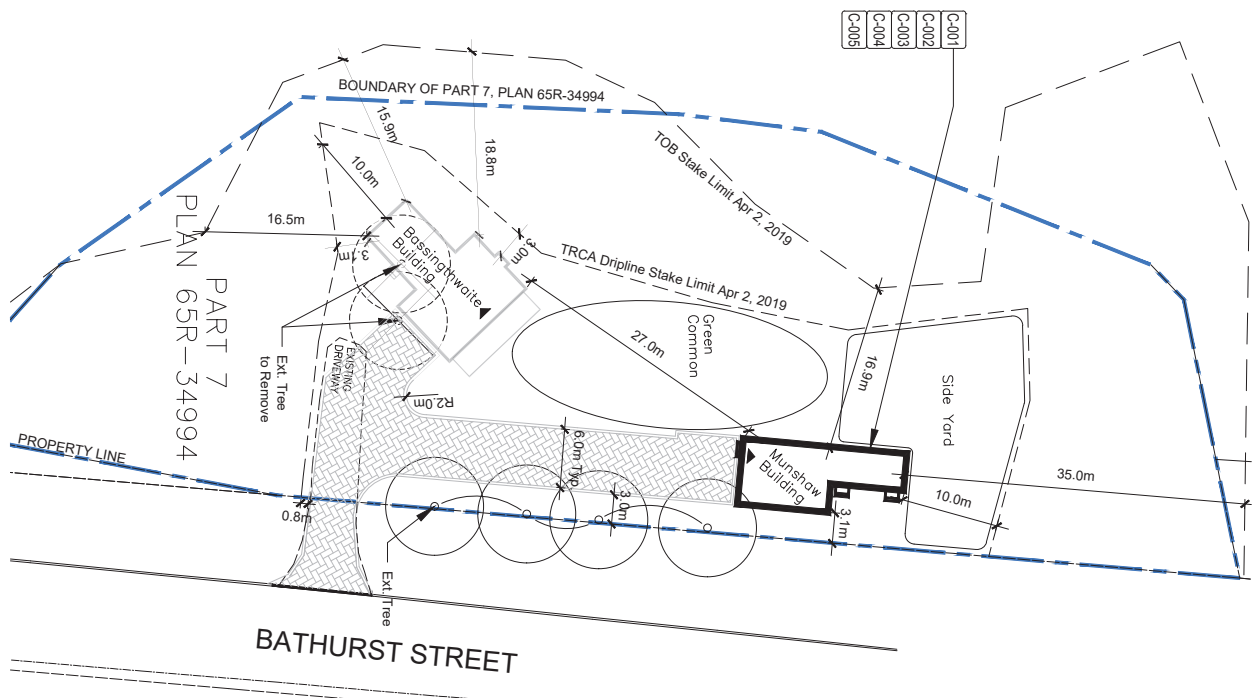 C-001
C-002
C-003
C-004
C-005
BOUNDARY OF PART 7, PLAN 65R-34994
15.9m
18.8m
10.0m
TOB Stake Limit Apr 2, 2019
16.5m
3.1m
Bassingthwaite
Building
3.0m
TRCA Dripline Stake Limit Apr 2, 2019
PART 7
PLAN 65R-34994
Green
Common
27.0m
16.9m
Side Yard
EXISTING
DRIVEWAY
Ext. Tree
to Remove
R2.0m
6.0m Typ
Munshaw
Building
35.0m
10.0m
PROPERTY LINE
0.8m
3.0m
3.1m
Ext. Tree
BATHURST STREET